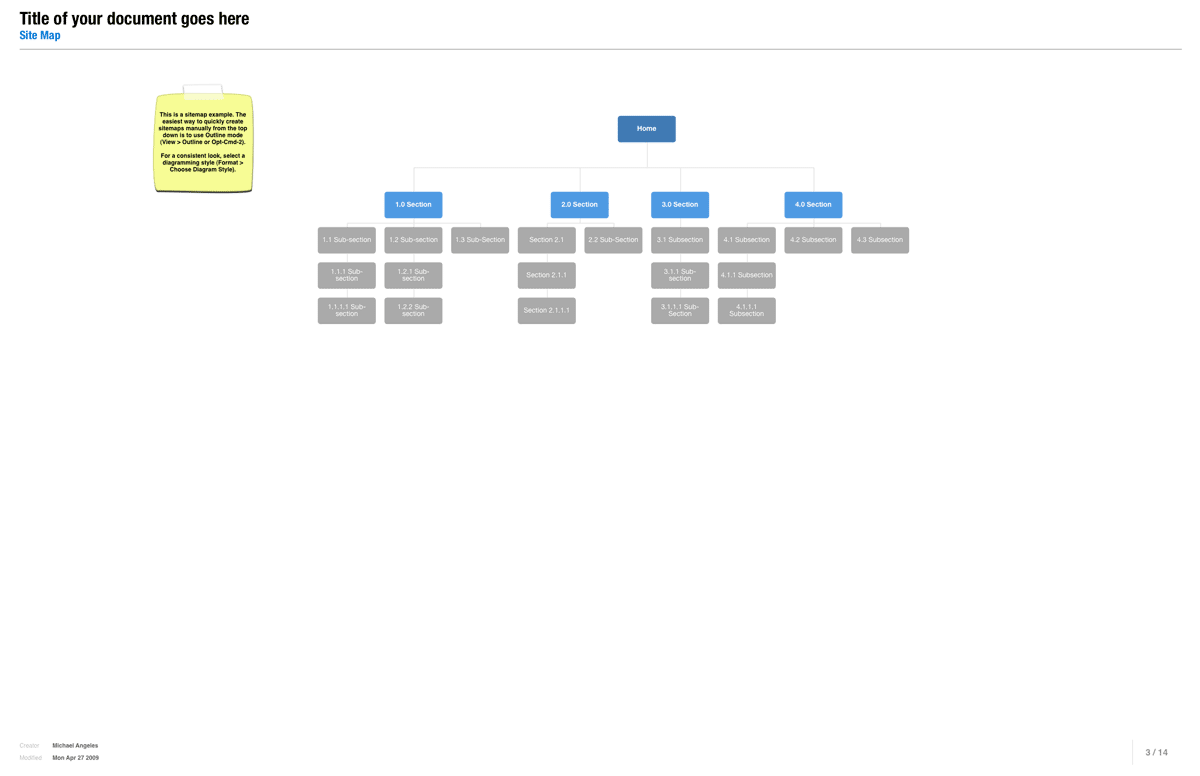 Title of your document goes here
Site Map
This is a sitemap example. The
easiest way to quickly create
sitemaps manually from the top
down is to use Outline mode
(View > Outline or Opt-Cmd-2).
For a consistent look, select a
diagramming style (Format >
Choose Diagram Style).
Home
1.0 Section
2.0 Section
3.0 Section
4.0 Section
1.1 Sub-section
1.2 Sub-section
1.3 Sub-Section
Section 2.1
2.2 Sub-Section
3.1 Subsection
4.1 Subsection
4.2 Subsection
4.3 Subsection
1.1.1 Sub-
section
1.2.1 Sub-
section
Section 2.1.1
3.1.1 Sub-
section
4.1.1 Subsection
1.1.1.1 Sub-
section
1.2.2 Sub-
section
Section 2.1.1.1
3.1.1.1 Sub-
Section
4.1.1.1
Subsection
Creator Michael Angeles
Modified Mon Apr 27 2009
3 / 14